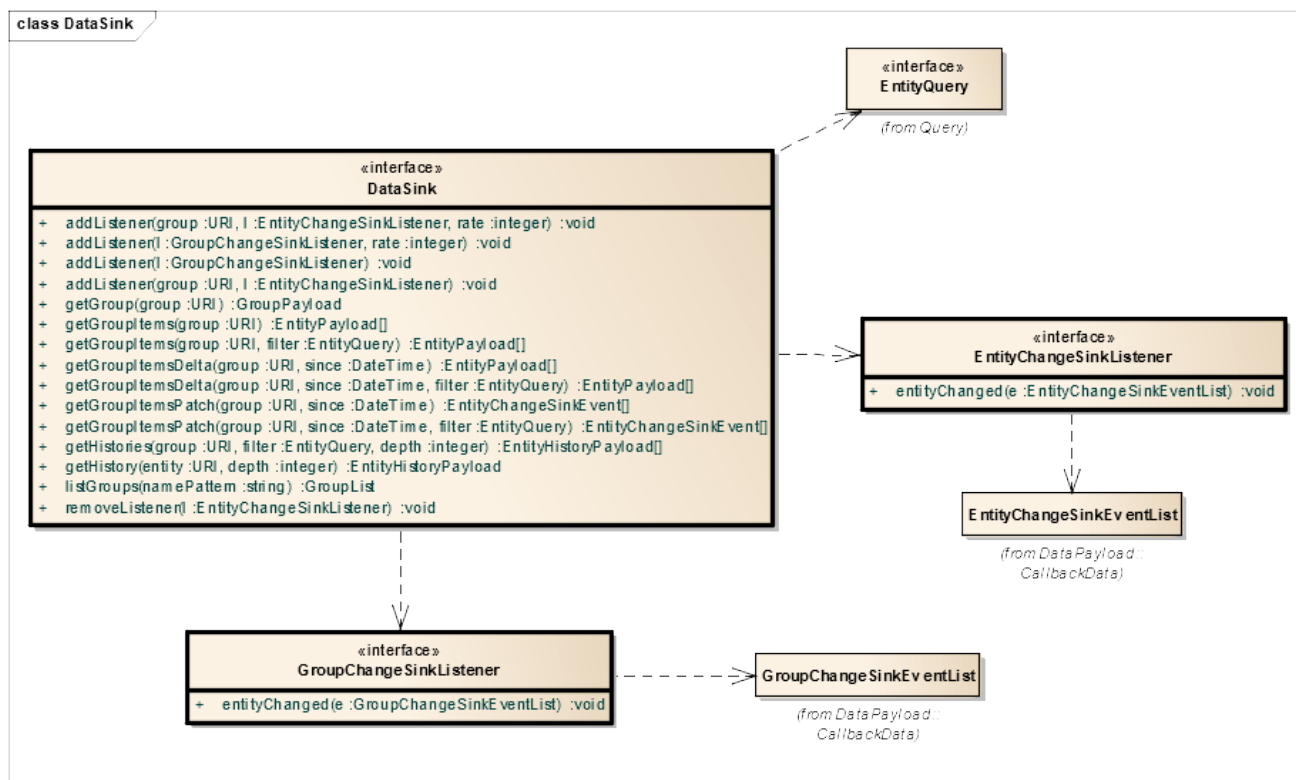 class DataSink
«interface»
EntityQuery
(from Query)
«interface»
DataSink
+ addListener(group :URI, l :EntityChangeSinkListener, rate :integer) :void
+ addListener(l :GroupChangeSinkListener, rate :integer) :void
+ addListener(l :GroupChangeSinkListener) :void
+ addListener(group :URI, l :EntityChangeSinkListener) :void
+ getGroup(group :URI) :GroupPayload
+ getGroupItems(group :URI) :EntityPayload[]
+ getGroupItems(group :URI, filter :EntityQuery) :EntityPayload[]
+ getGroupItemsDelta(group :URI, since :DateTime) :EntityPayload[]
+ getGroupItemsDelta(group :URI, since :DateTime, filter :EntityQuery) :EntityPayload[]
+ getGroupItemsPatch(group :URI, since :DateTime) :EntityChangeSinkEvent[]
+ getGroupItemsPatch(group :URI, since :DateTime, filter :EntityQuery) :EntityChangeSinkEvent[]
+ getHistories(group :URI, filter :EntityQuery, depth :integer) :EntityHistoryPayload[]
+ getHistory(entity :URI, depth :integer) :EntityHistoryPayload
+ listGroups(namePattern :string) :GroupList
+ removeListener(l :EntityChangeSinkListener) :void
«interface»
EntityChangeSinkListener
+ entityChanged(e :EntityChangeSinkEventList) :void
EntityChangeSinkEventList
(from DataPayload::
CallbackData)
«interface»
GroupChangeSinkListener
+ entityChanged(e :GroupChangeSinkEventList) :void
GroupChangeSinkEventList
(from DataPayload::
CallbackData)